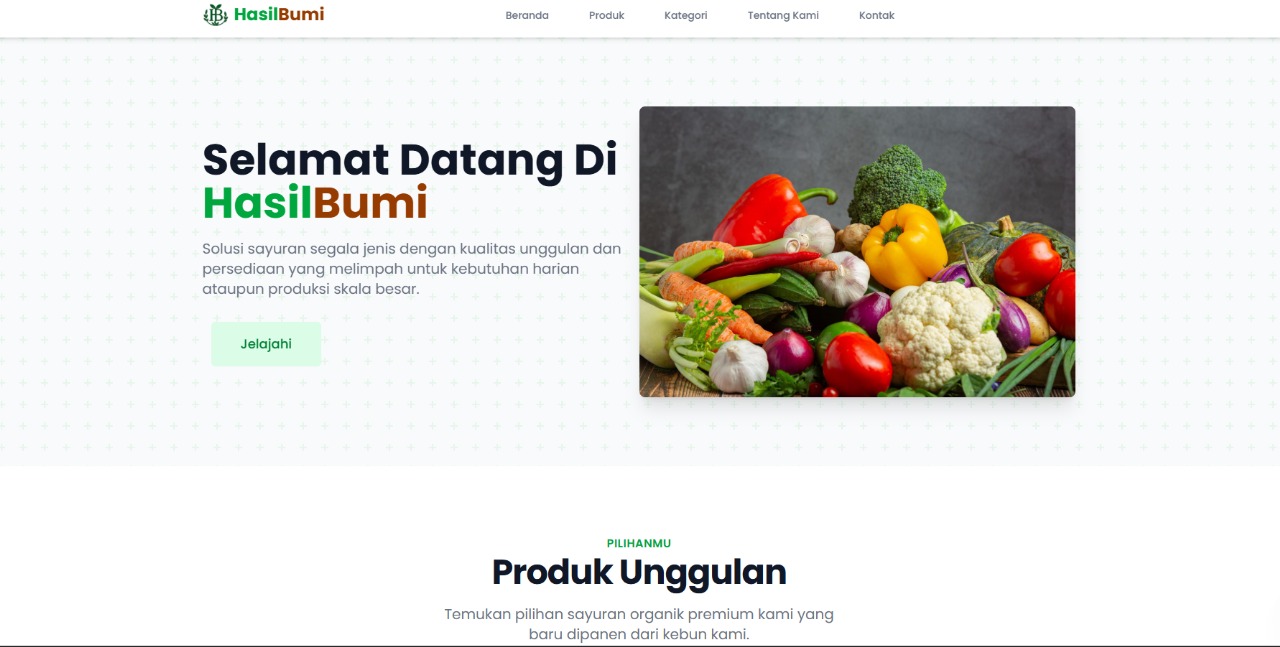 HB HasilBumi
Beranda
Produk
Kategori
Tentang Kami
Kontak
Selamat Datang Di
HasilBumi
Solusi sayuran segala jenis dengan kualitas unggulan dan
persediaan yang melimpah untuk kebutuhan harian
ataupun produksi skala besar.
Jelajahi
PILIHANMU
Produk Unggulan
Temukan pilihan sayuran organik premium kami yang
baru dipanen dari kebun kami.